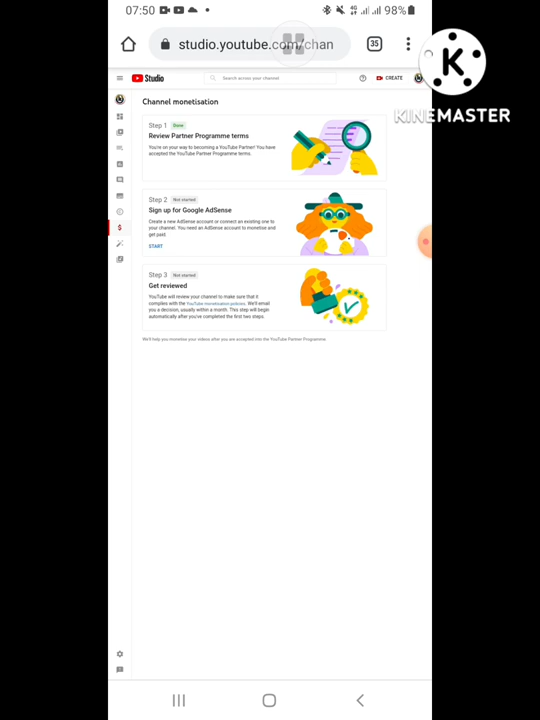 07:50
98%
studio.youtube.com/chan
35
K
KINEMASTER
Studio
Search across your channel
CREATE
Channel monetisation
Step 1 Done
Review Partner Programme terms
You're on your way to becoming a YouTube Partner! You have
accepted the YouTube Partner Programme terms.
Step 2 Not started
Sign up for Google AdSense
Create a new AdSense account or connect an existing one to
your channel. You need an AdSense account to monetise and
get paid.
START
Step 3 Not started
Get reviewed
YouTube will review your channel to make sure that it
complies with the YouTube monetisation policies. We'll email
you a decision, usually within a month. This step will begin
automatically after you've completed the first two steps.
We'll help you monetise your videos after you are accepted into the YouTube Partner Programme.